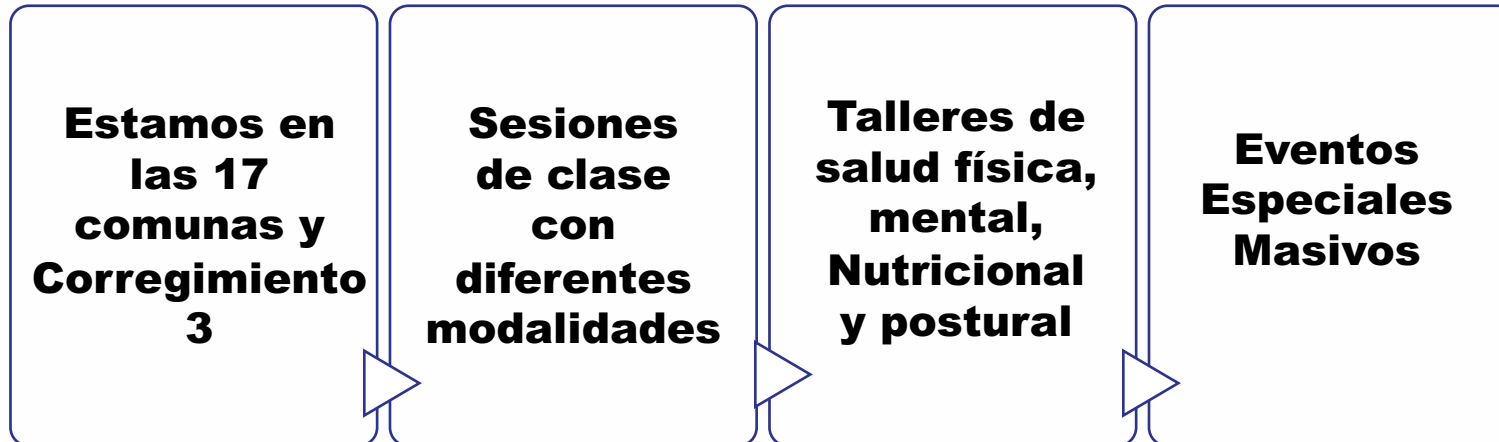 Estamos en
las 17
comunas y
Corregimiento
3
Sesiones
de clase
con
diferentes
modalidades
Talleres de
salud física,
mental,
Nutricional
y postural
Eventos
Especiales
Masivos